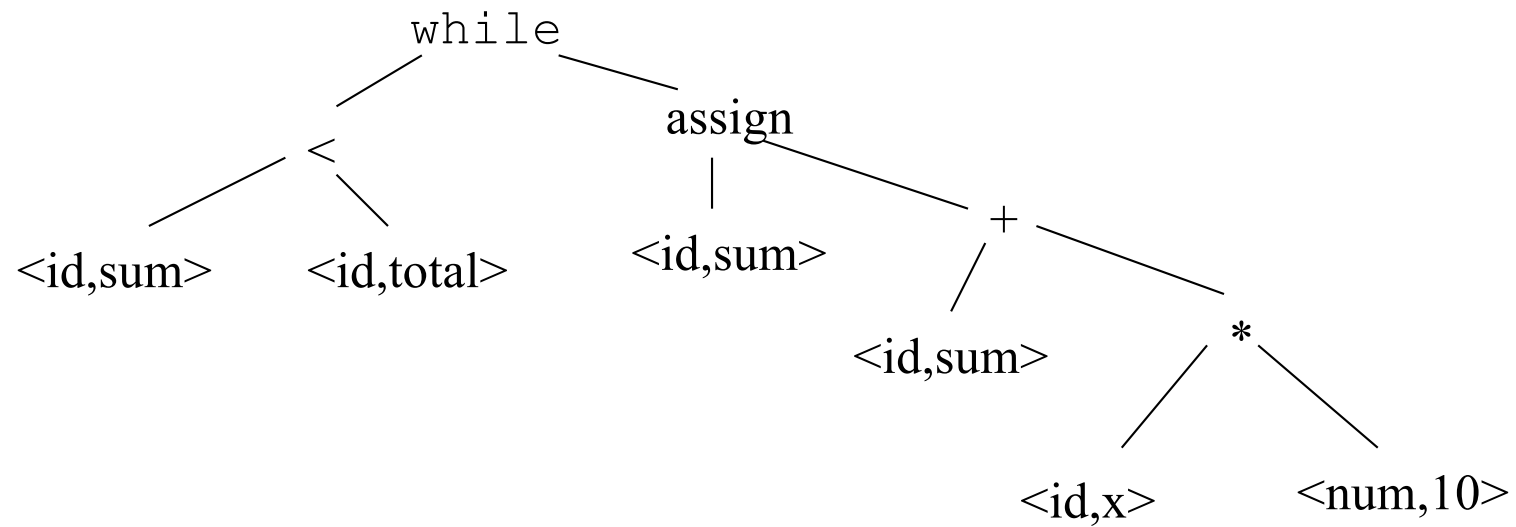 while
assign
<
+
<id,sum>
<id,total>
<id,sum>
<id,sum>
*
<id,x>
<num,10>